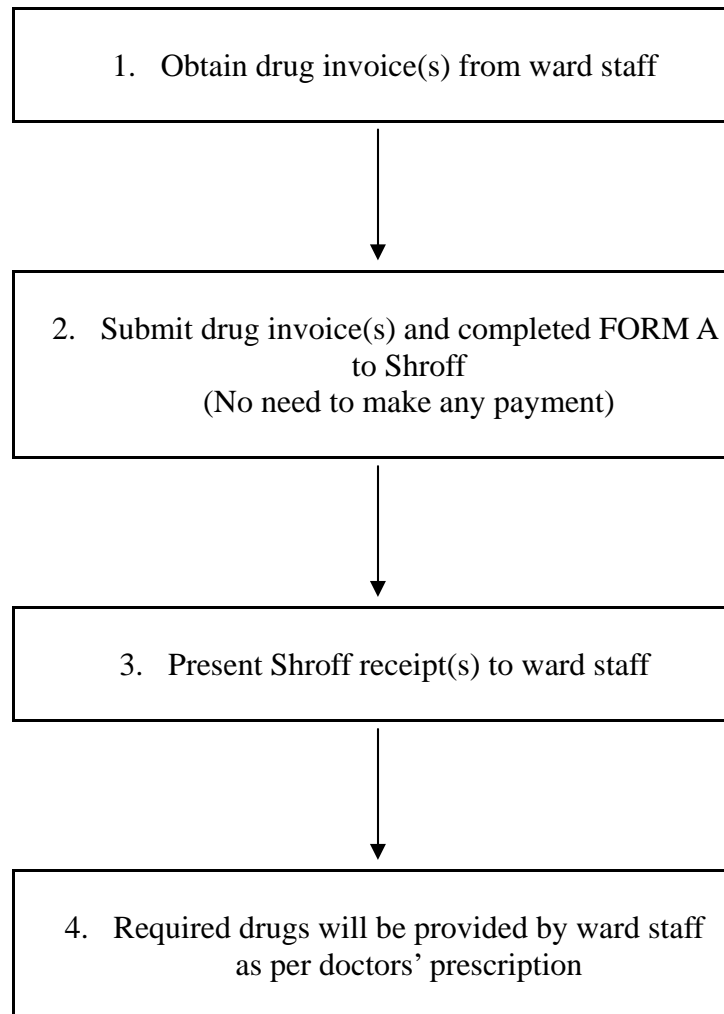 1. Obtain drug invoice(s) from ward staff
2. Submit drug invoice(s) and completed FORM A
to Shroff
(No need to make any payment)
3. Present Shroff receipt(s) to ward staff
4. Required drugs will be provided by ward staff
as per doctors’ prescription